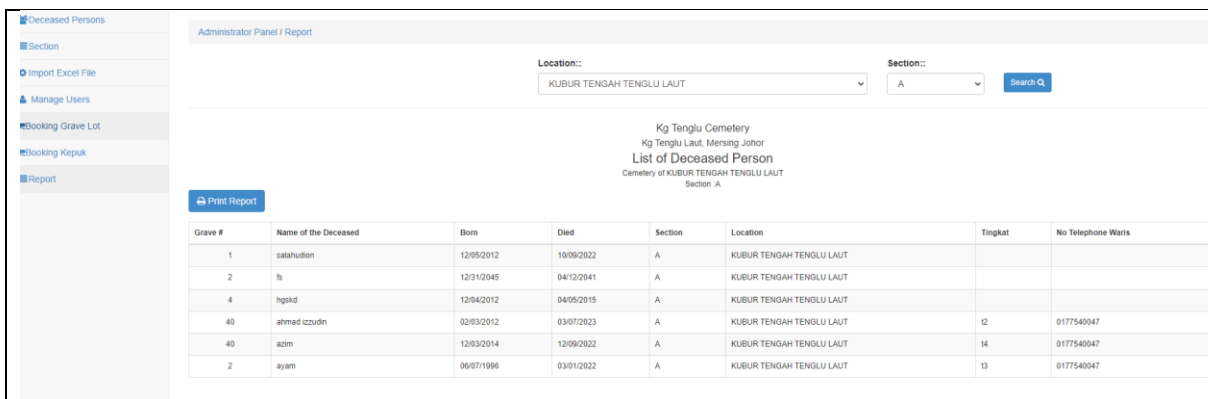 Deceased Persons
Section
Import Excel File
Manage Users
Booking Grave Lot
Booking Kepuk
Report
Administrator Panel / Report
Location:: Section::
KUBUR TENGAH TENGLU LAUT A Search
Kg Tenglu Cemetery
Kg Tenglu Laut, Mersing Johor
List of Deceased Person
Cemetery of KUBUR TENGAH TENGLU LAUT
Section :A
Print Report
Grave # Name of the Deceased Born Died Section Location Tingkat No Telephone Waris
1 salahudion 12/05/2012 10/09/2022 A KUBUR TENGAH TENGLU LAUT
2 fs 12/31/2045 04/12/2041 A KUBUR TENGAH TENGLU LAUT
4 hgskd 12/04/2012 04/05/2015 A KUBUR TENGAH TENGLU LAUT
40 ahmad izzudin 02/03/2012 03/07/2023 A KUBUR TENGAH TENGLU LAUT t2 0177540047
40 azim 12/03/2014 12/09/2022 A KUBUR TENGAH TENGLU LAUT t4 0177540047
2 ayam 06/07/1996 03/01/2022 A KUBUR TENGAH TENGLU LAUT t3 0177540047